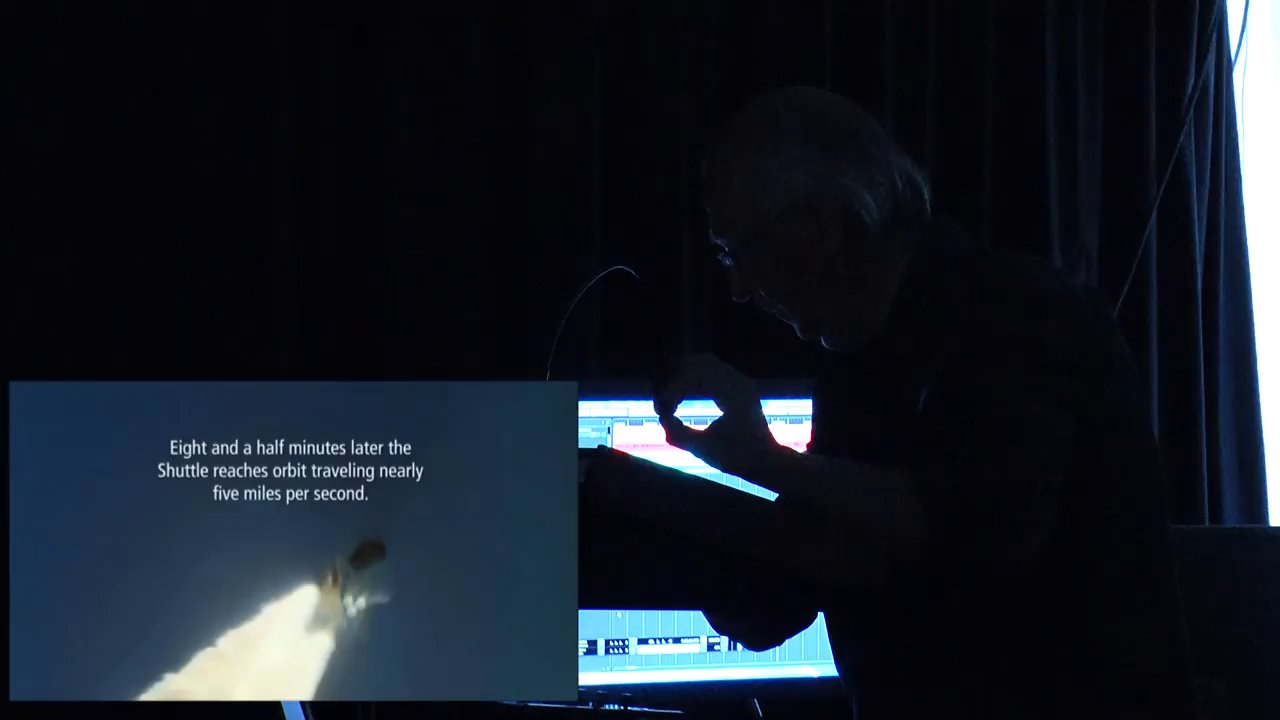 Eight and a half minutes later the
Shuttle reaches orbit traveling nearly
five miles per second.